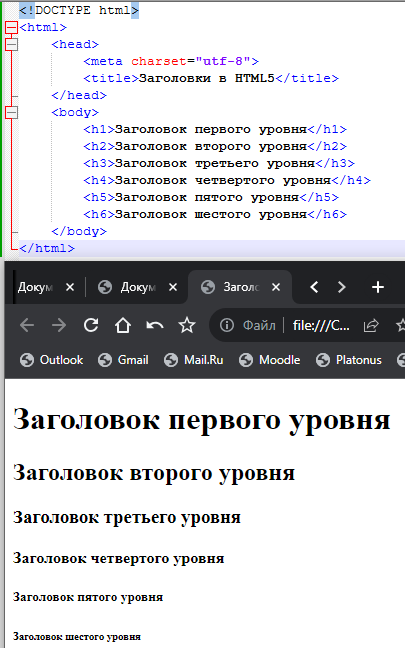 <!DOCTYPE html>
<html>
<head>
<meta charset="utf-8">
<title>Заголовки в HTML5</title>
</head>
<body>
<h1>Заголовок первого уровня</h1>
<h2>Заголовок второго уровня</h2>
<h3>Заголовок третьего уровня</h3>
<h4>Заголовок четвертого уровня</h4>
<h5>Заголовок пятого уровня</h5>
<h6>Заголовок шестого уровня</h6>
</body>
</html>
Докум Докум Загол
Файл file:///C...
Outlook Gmail Mail.Ru Moodle Platonus
Заголовок первого уровня
Заголовок второго уровня
Заголовок третьего уровня
Заголовок четвертого уровня
Заголовок пятого уровня
Заголовок шестого уровня